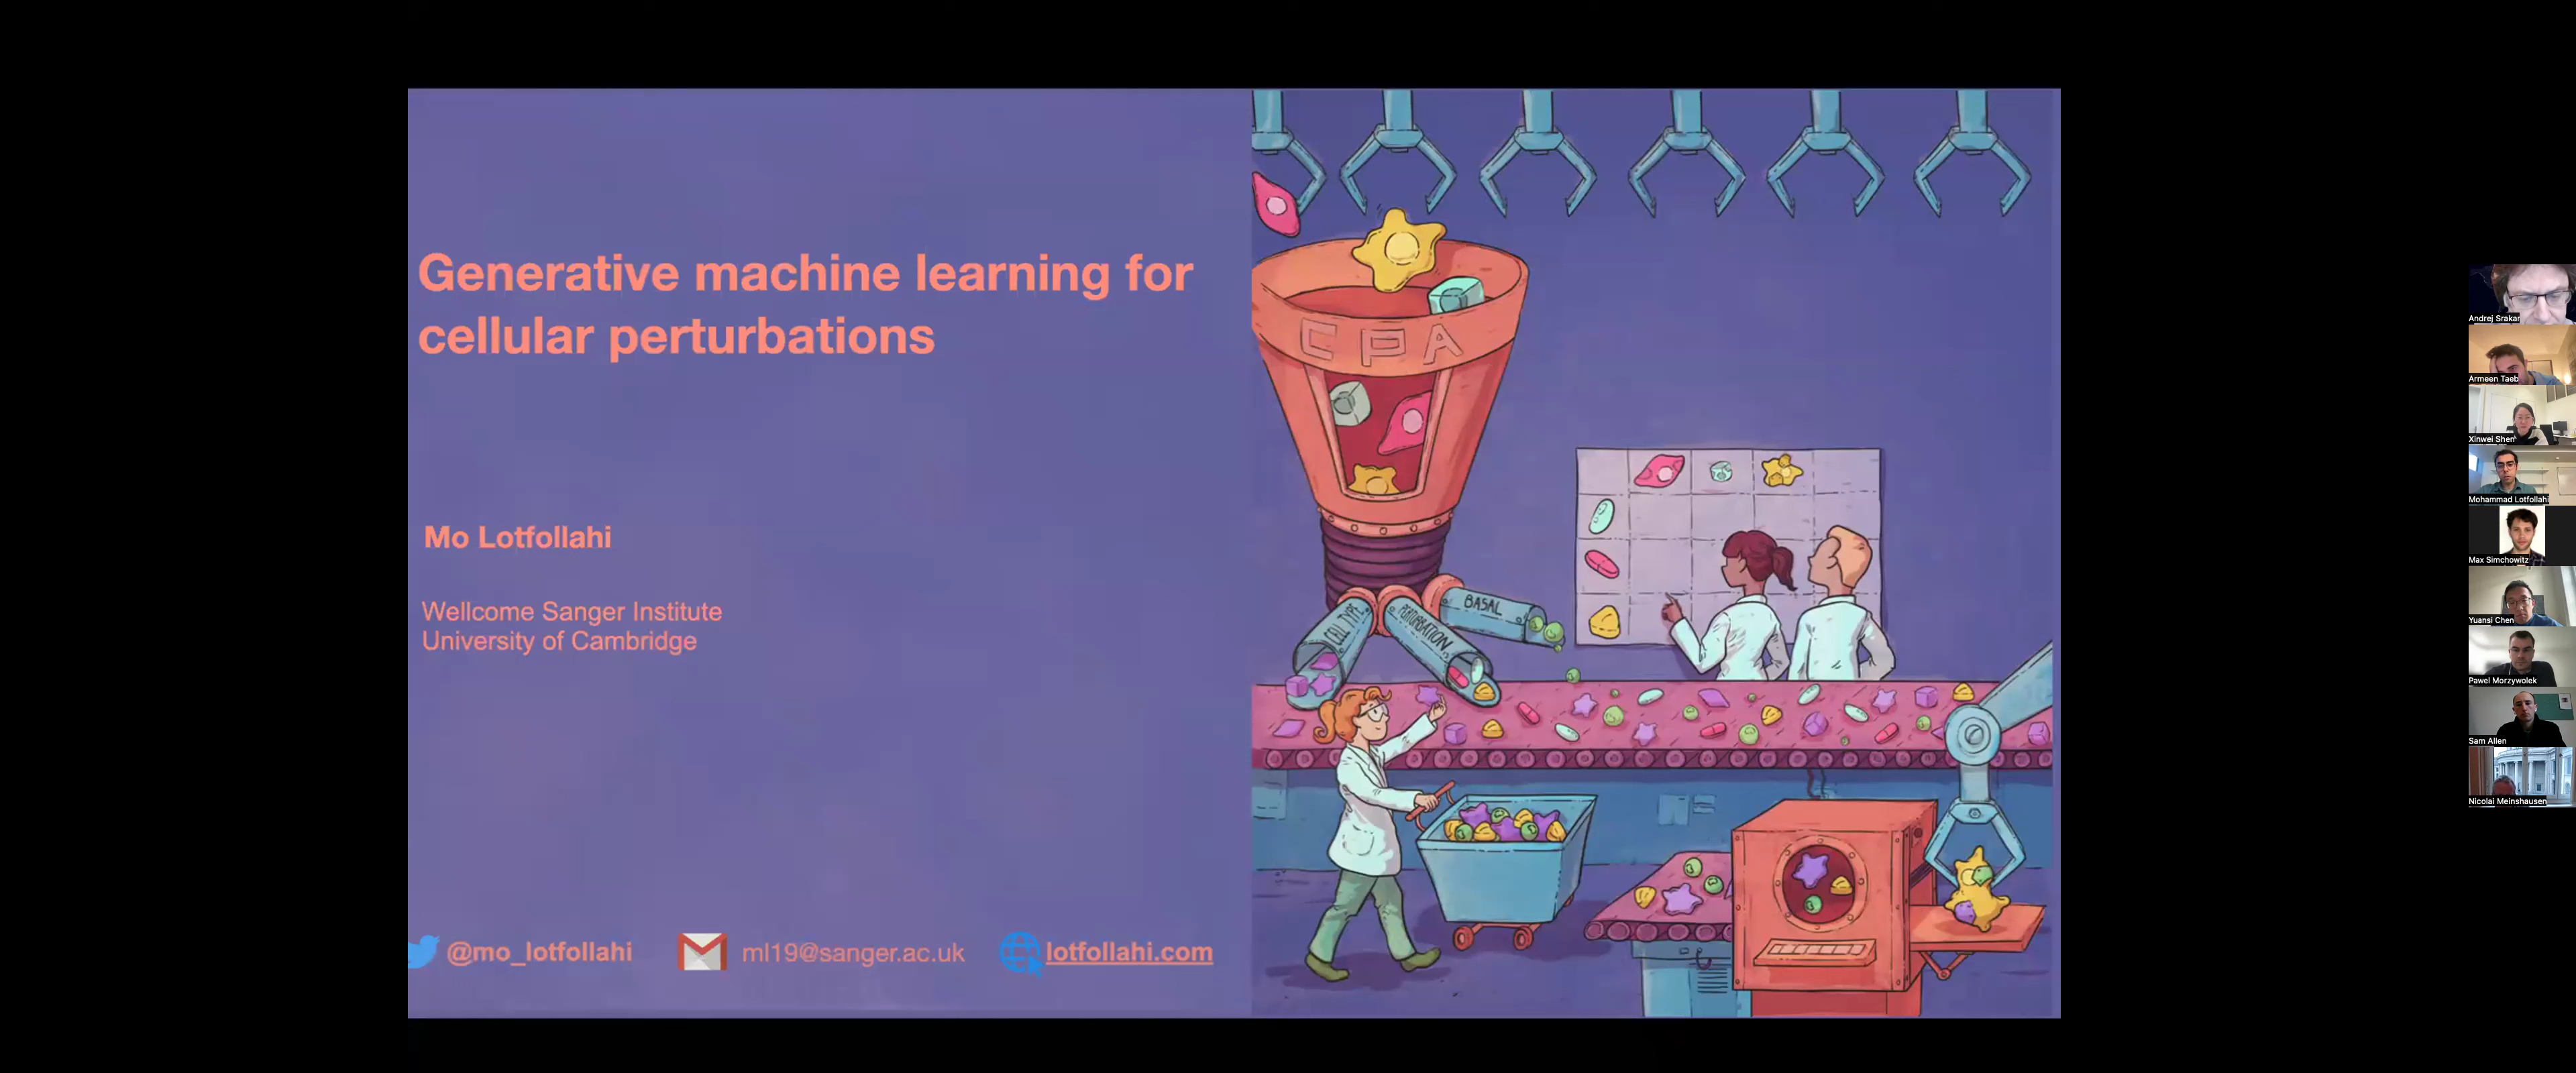 Generative machine learning for
cellular perturbations
Mo Lotfollahi
Wellcome Sanger Institute
University of Cambridge
@mo_lotfollahi
ml19@sanger.ac.uk
lotfollahi.com
CPA
CELL TYPE
PERTURBATION
BASAL
Andrej Srakar
Armeen Taeb
Xinwei Shen
Mohammad Lotfollahi
Max Simchowitz
Yuansi Chen
Pawel Morzywolek
Sam Allen
Nicolai Meinshausen